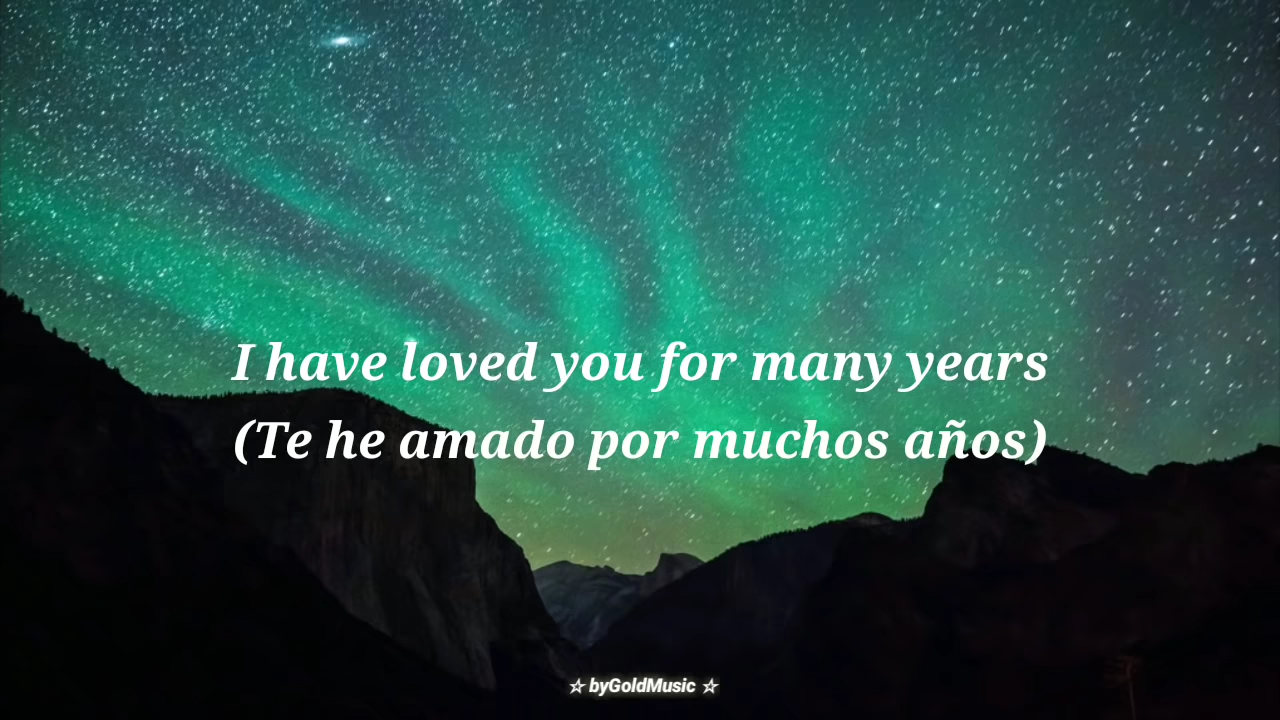 I have loved you for many years
(Te he amado por muchos años)
☆ byGoldMusic ☆